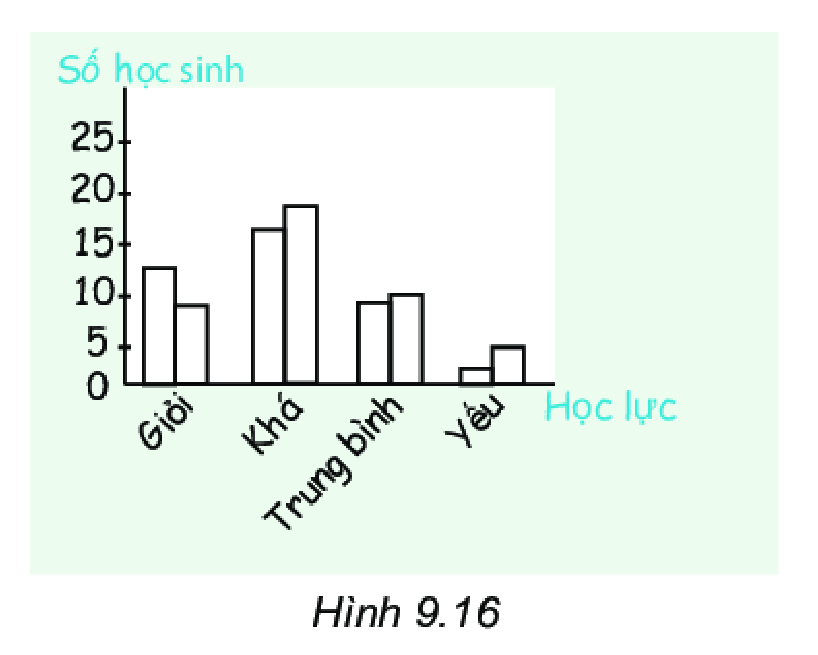 Số học sinh
25
20
15
10
5
0
Giỏi
Khá
Trung bình
Yếu
Học lực
Hình 9.16